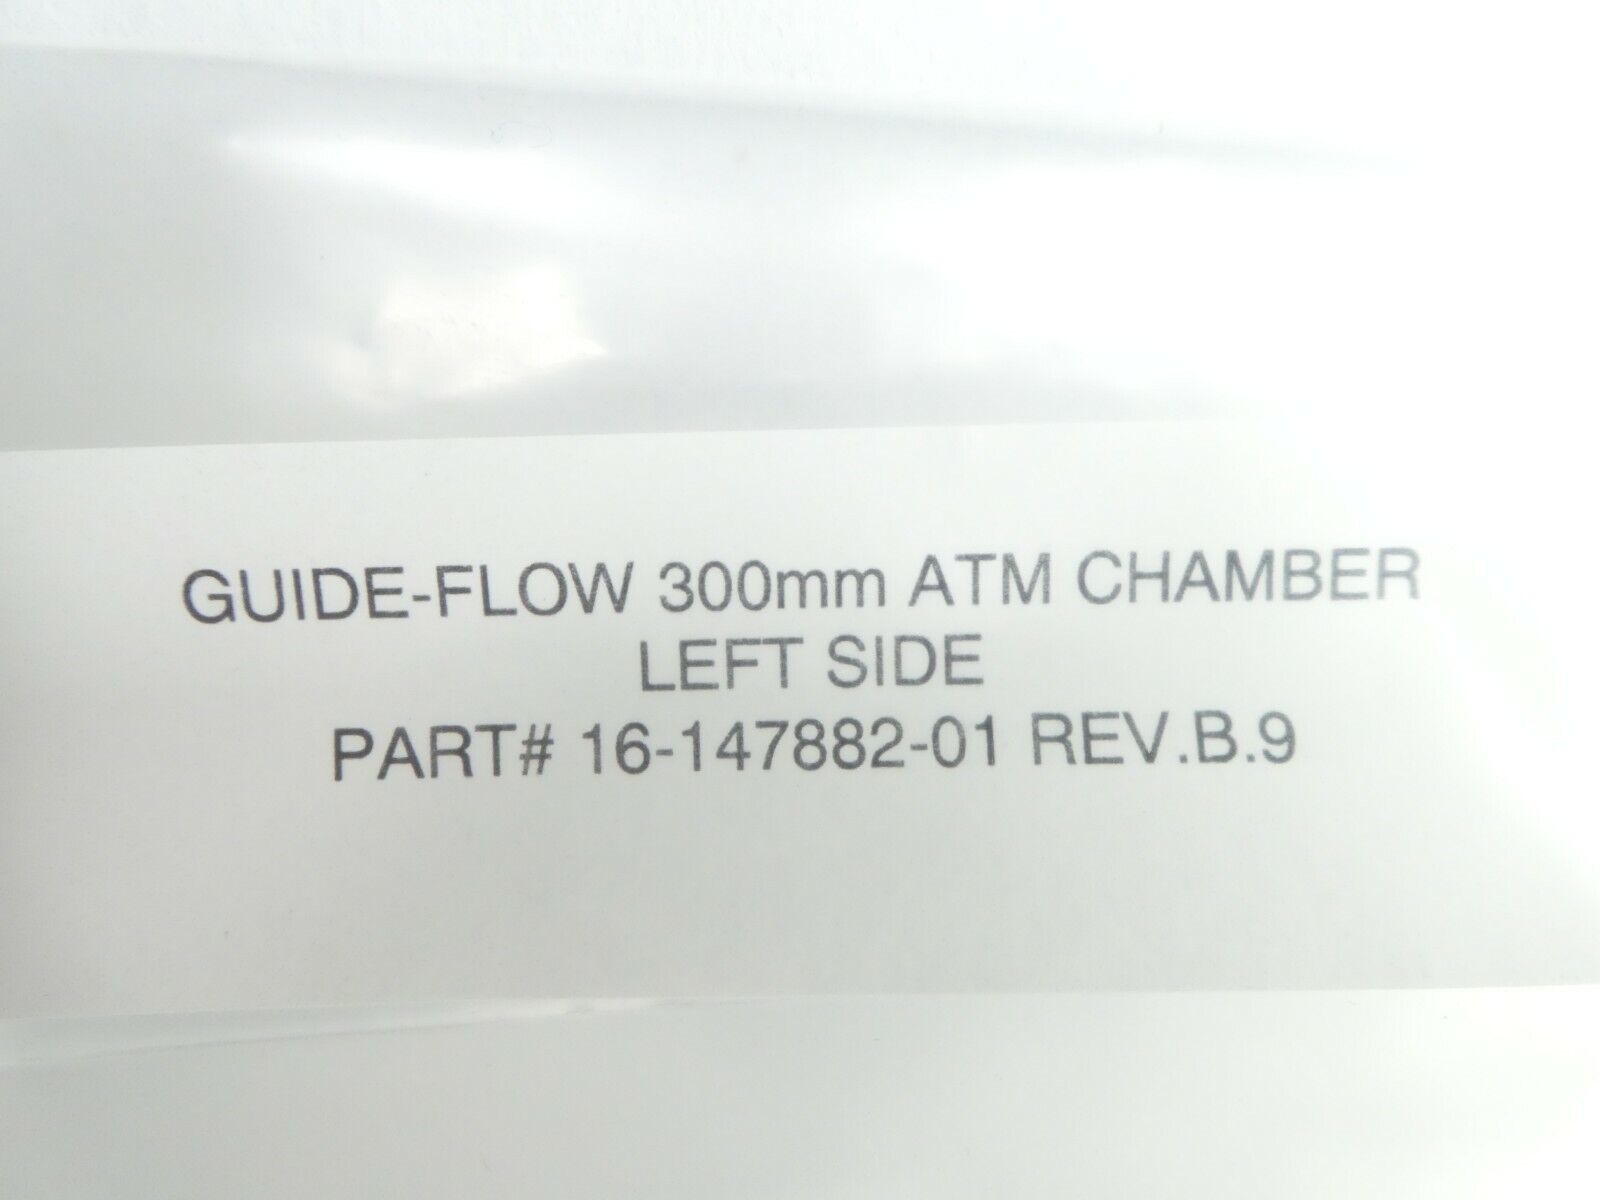 GUIDE-FLOW 300mm ATM CHAMBER
LEFT SIDE
PART# 16-147882-01 REV.B.9